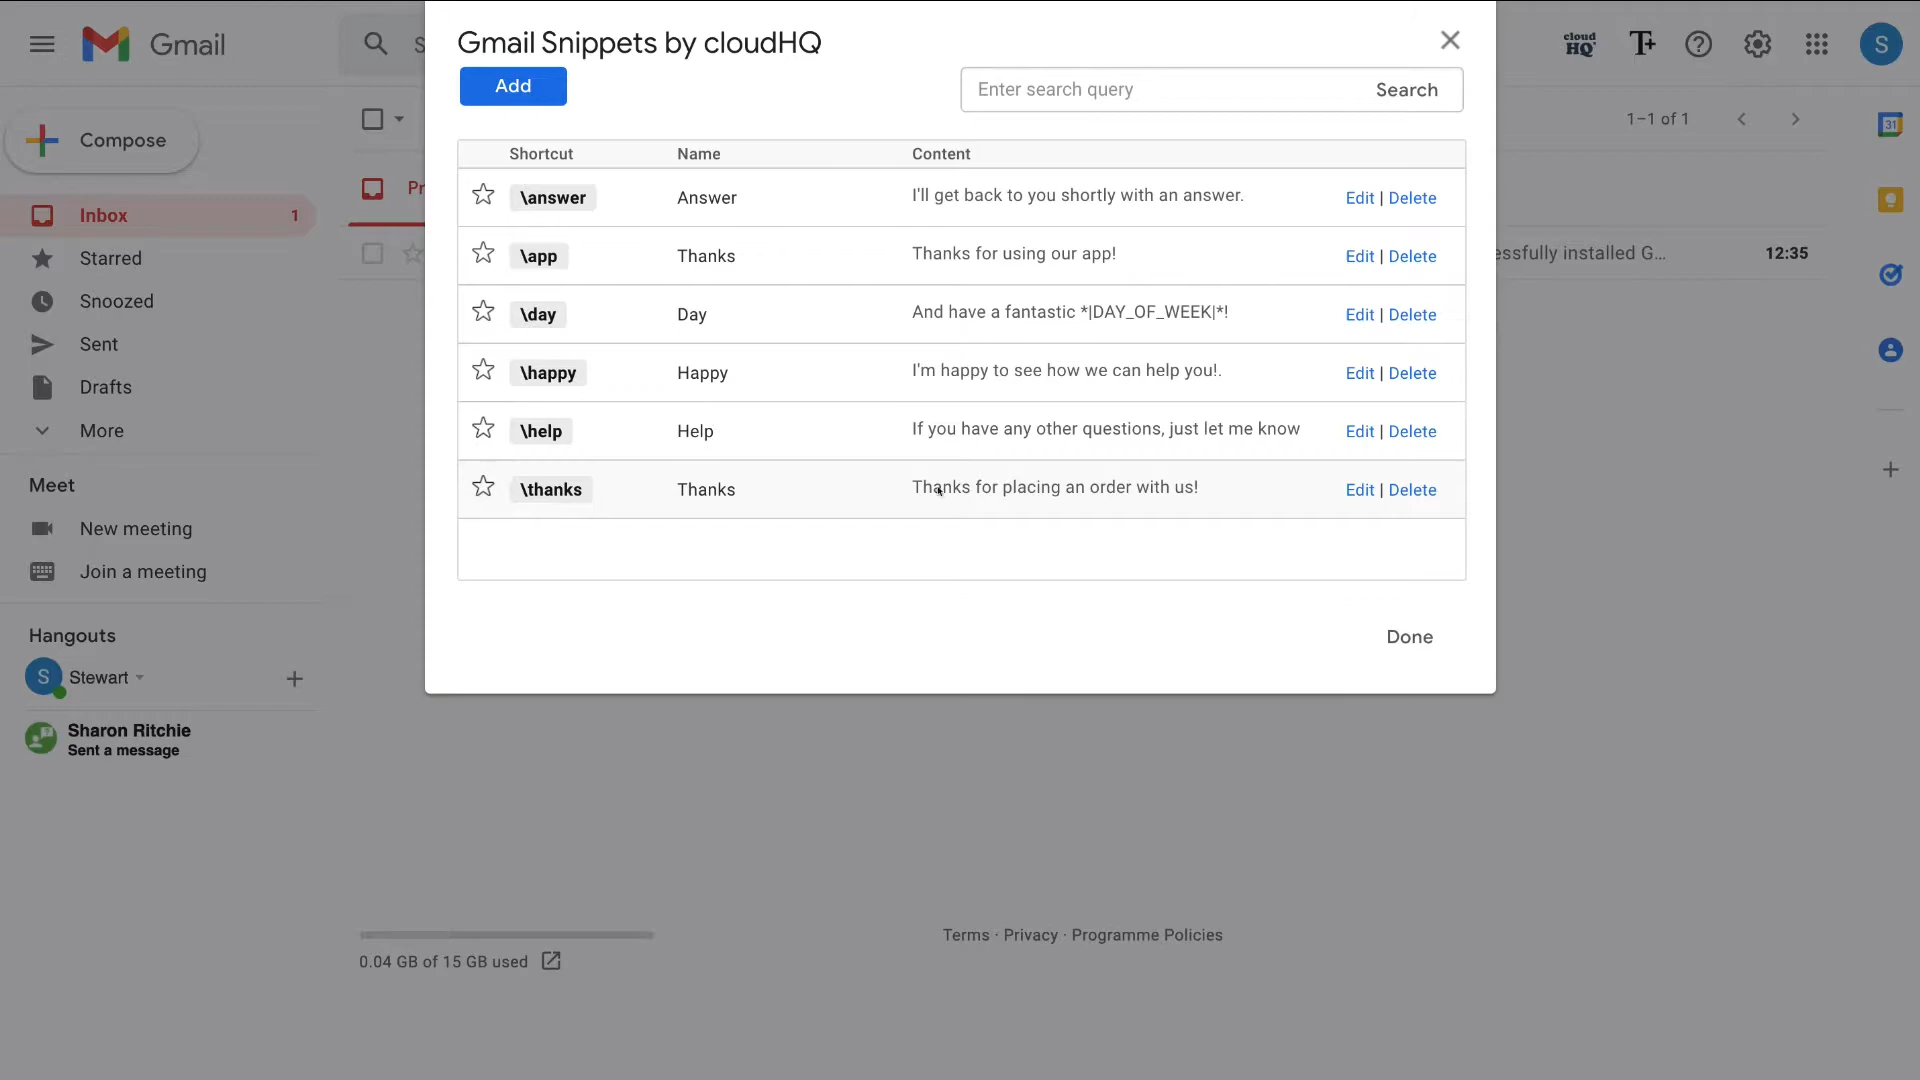 Gmail
S
Gmail Snippets by cloudHQ
cloud
HQ
T+
S
Add
Enter search query
Search
Compose
1–1 of 1
31
Shortcut Name Content
\answer Answer I'll get back to you shortly with an answer. Edit | Delete
Pr
Inbox 1
\app Thanks Thanks for using our app! Edit | Delete
essfully installed G... 12:35
Starred
Snoozed
\day Day And have a fantastic *|DAY_OF_WEEK|*! Edit | Delete
Sent
\happy Happy I'm happy to see how we can help you!. Edit | Delete
Drafts
More
\help Help If you have any other questions, just let me know Edit | Delete
Meet
\thanks Thanks Thanks for placing an order with us! Edit | Delete
New meeting
Join a meeting
Hangouts
Done
S Stewart
Sharon Ritchie
Sent a message
Terms · Privacy · Programme Policies
0.04 GB of 15 GB used